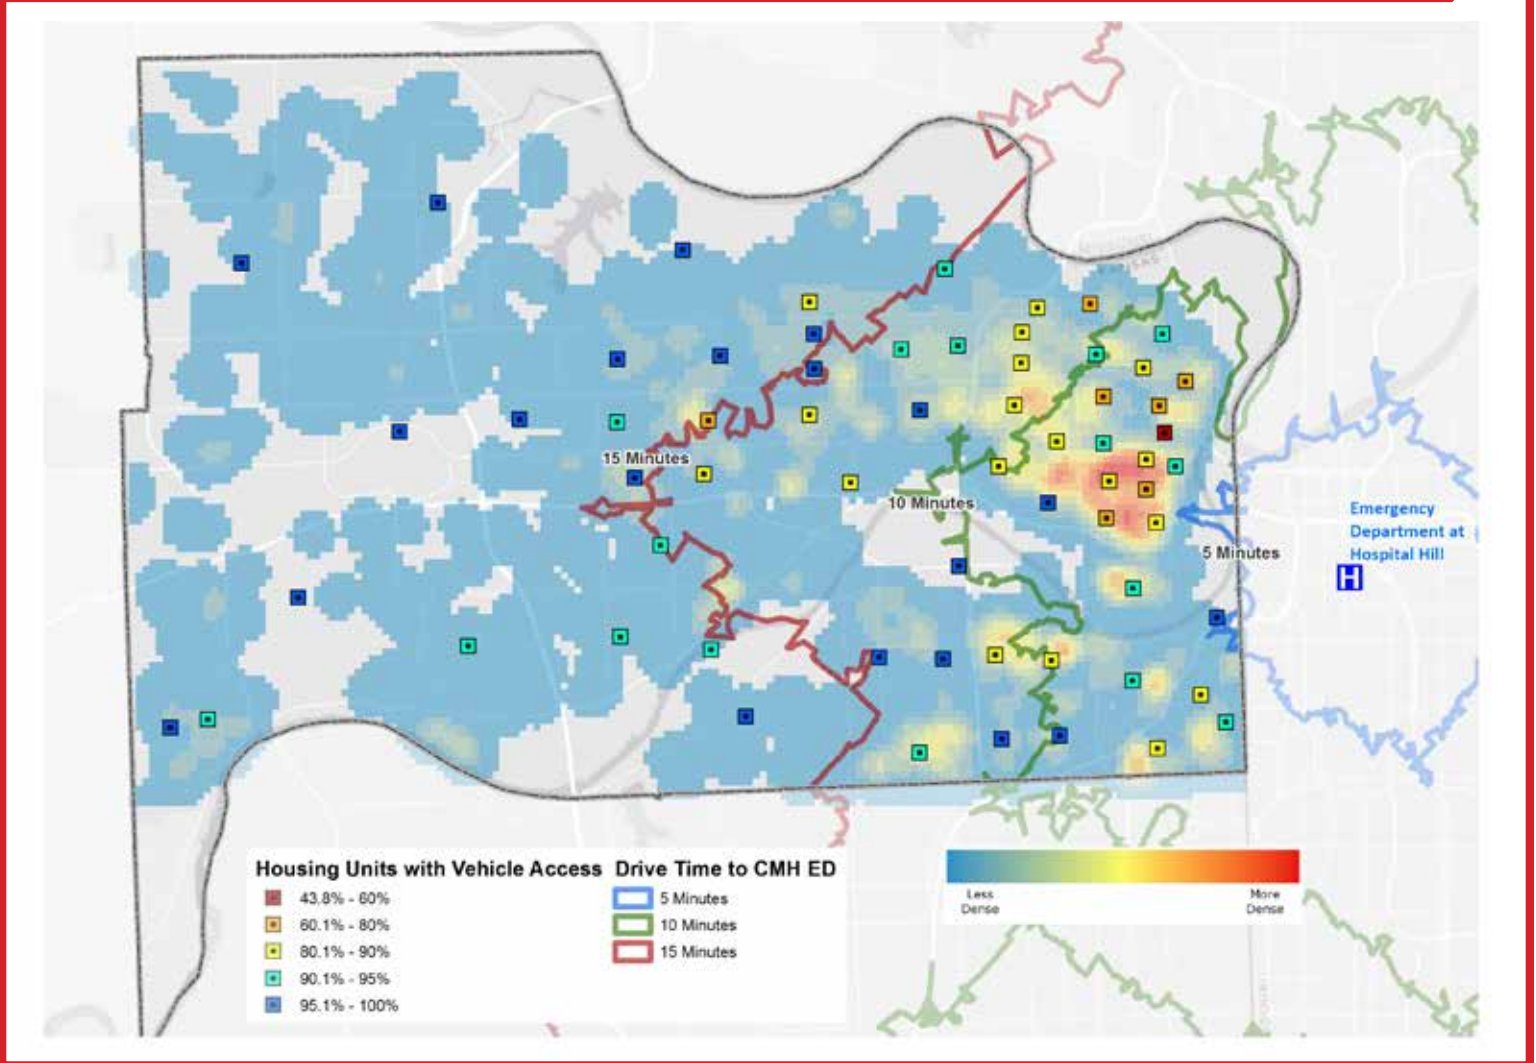 15 Minutes
10 Minutes
5 Minutes
Emergency
Department at
Hospital Hill
H
Housing Units with Vehicle Access
43.8% - 60%
60.1% - 80%
80.1% - 90%
90.1% - 95%
95.1% - 100%
Drive Time to CMH ED
5 Minutes
10 Minutes
15 Minutes
Less
Dense
More
Dense